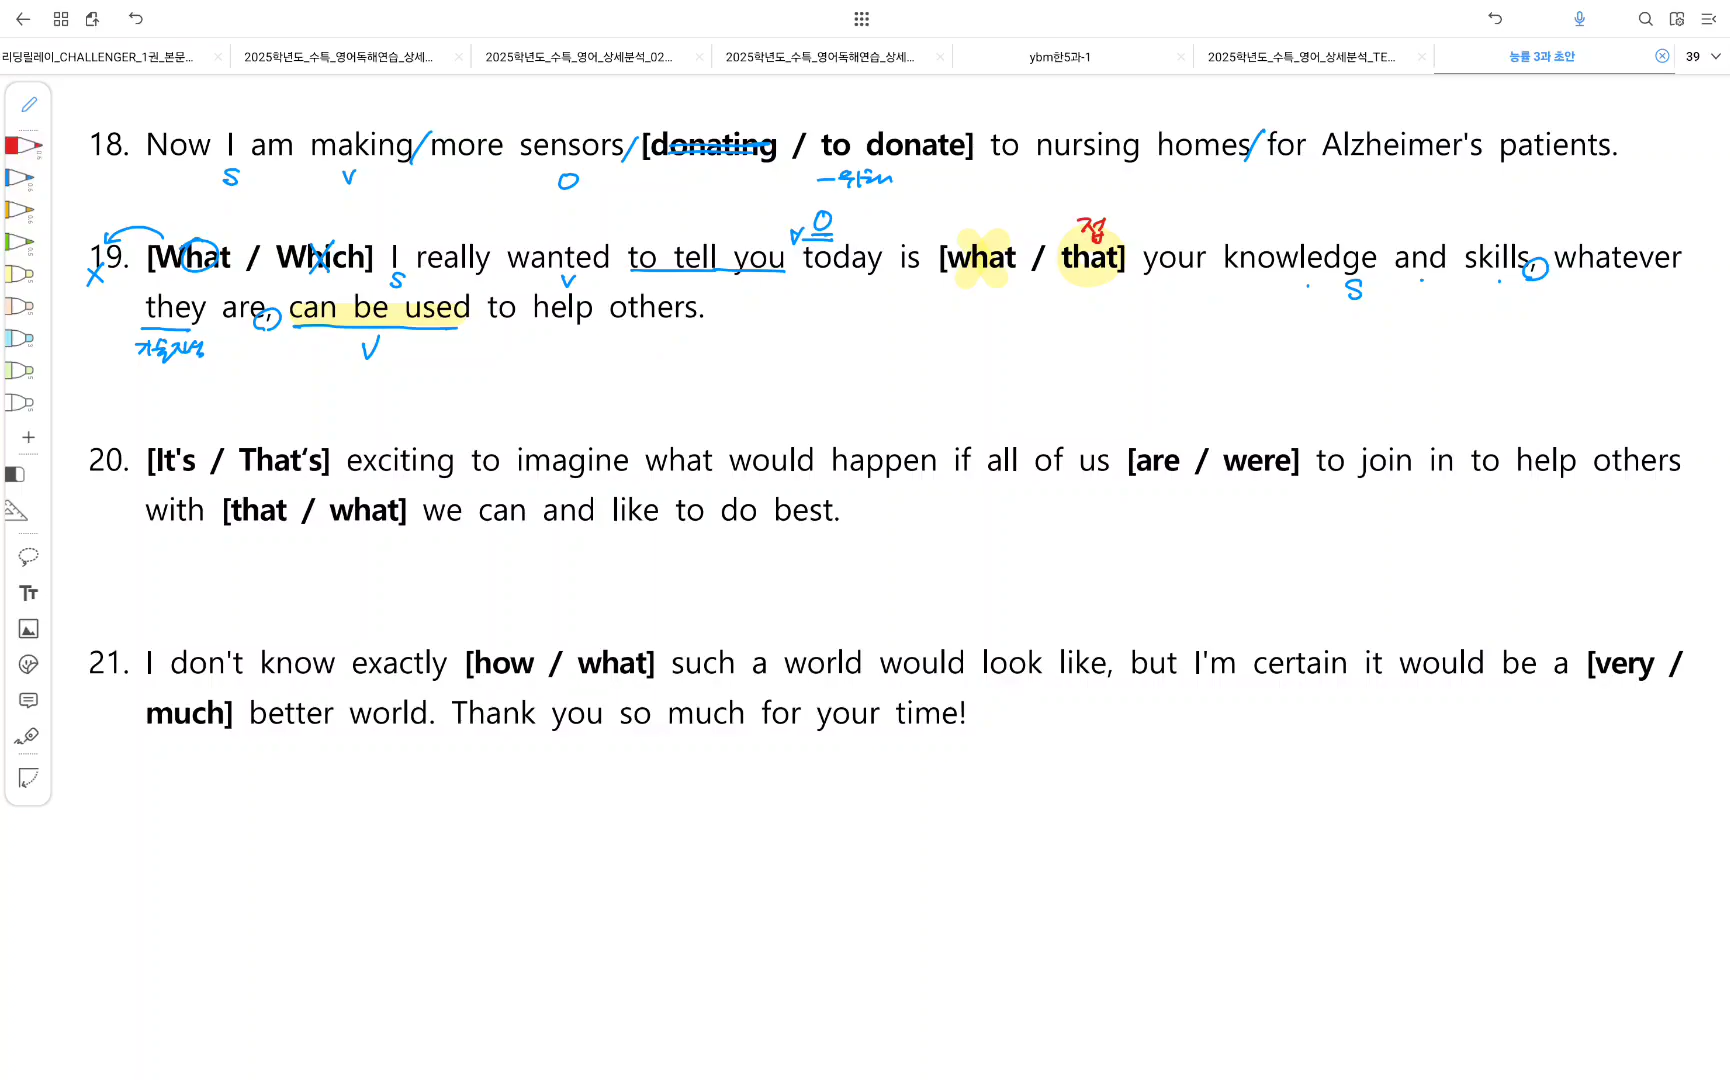 리딩릴레이_CHALLENGER_1권_본문...
2025학년도_수특_영어독해연습_상세...
2025학년도_수특_영어_상세분석_02...
2025학년도_수특_영어독해연습_상세...
ybm한5과-1
2025학년도_수특_영어_상세분석_TE...
능률 3과 초안
39
18. Now I am making/more sensors/[donating / to donate] to nursing homes/for Alzheimer's patients.
S V O ~위해
접
V O
19. [What / Which] I really wanted to tell you today is [what / that] your knowledge and skills, whatever
X S V S
they are, can be used to help others.
V
20. [It's / That‘s] exciting to imagine what would happen if all of us [are / were] to join in to help others
with [that / what] we can and like to do best.
21. I don't know exactly [how / what] such a world would look like, but I'm certain it would be a [very /
much] better world. Thank you so much for your time!